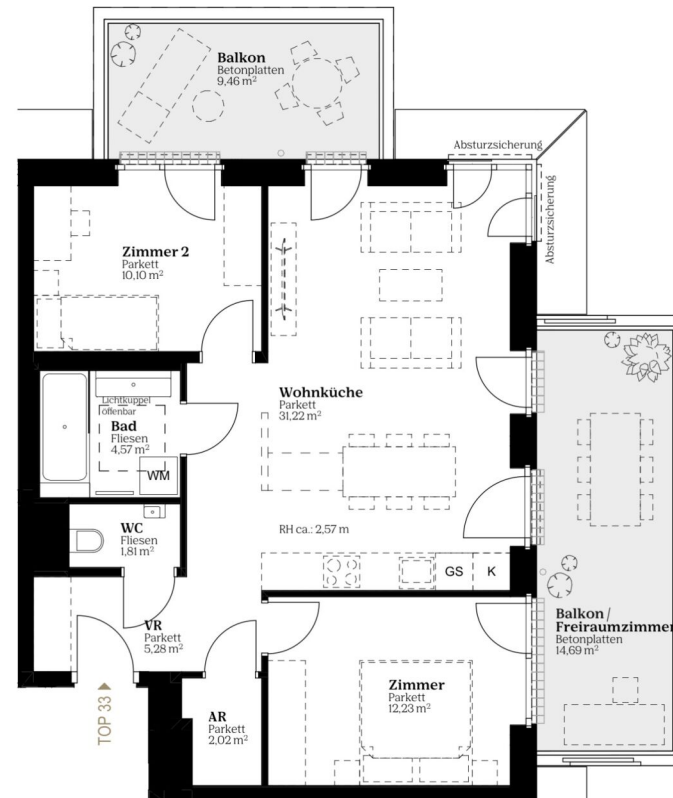 Balkon
Betonplatten
9,46 m²
Absturzsicherung
Absturzsicherung
Zimmer 2
Parkett
10,10 m²
Lichtkuppel
öffenbar
Bad
Fliesen
4,57 m²
WM
Wohnküche
Parkett
31,22 m²
WC
Fliesen
1,81 m²
RH ca.: 2,57 m
GS
K
VR
Parkett
5,28 m²
Balkon/
Freiraumzimmer
Betonplatten
14,69 m²
TOP 33
AR
Parkett
2,02 m²
Zimmer
Parkett
12,23 m²